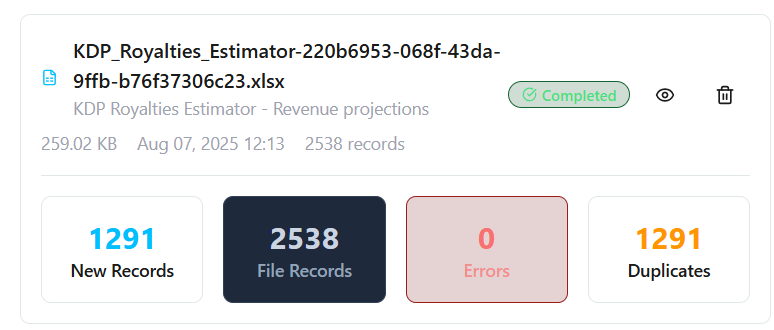 KDP_Royalties_Estimator-220b6953-068f-43da-
9ffb-b76f37306c23.xlsx
KDP Royalties Estimator - Revenue projections
Completed
259.02 KB Aug 07, 2025 12:13 2538 records
1291
New Records
2538
File Records
0
Errors
1291
Duplicates